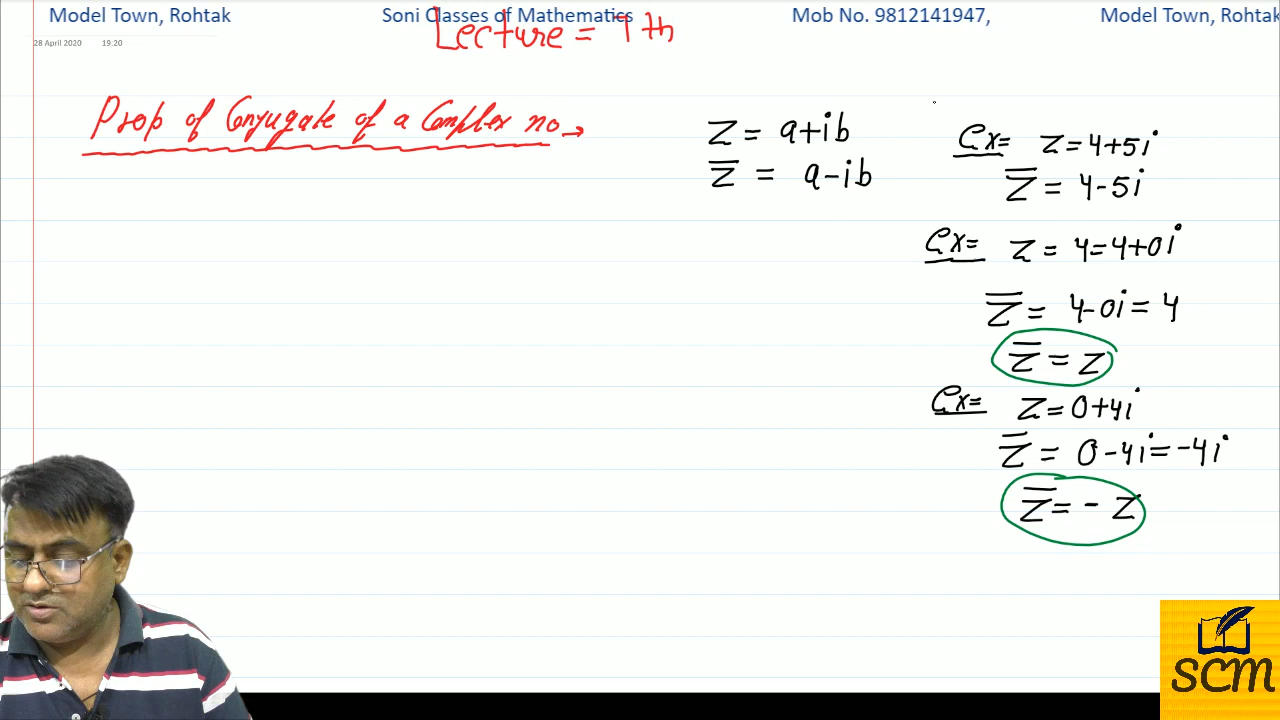 Model Town, Rohtak Soni Classes of Mathematics Mob No. 9812141947, Model Town, Rohtak
Lecture = 7th
28 April 2020 19:20
Prop of Conjugate of a Complex no →
z = a+ib
z̅ = a-ib
Ex= z=4+5i
z̅ = 4-5i
Ex= z = 4=4+0i
z̅ = 4-0i= 4
z̅ = z
Ex= z=0+4i
z̅ = 0-4i=-4i
z̅ = - z
SCM